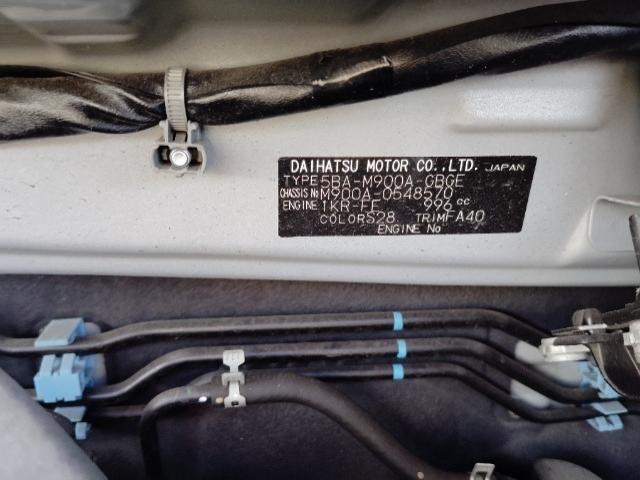 DAIHATSU MOTOR CO.,LTD. JAPAN
TYPE 5BA-M900A-GBGE
CHASSIS No M900A-0548570
ENGINE 1KR-FE 996 cc
COLOR S28 TRIM FA40
ENGINE No